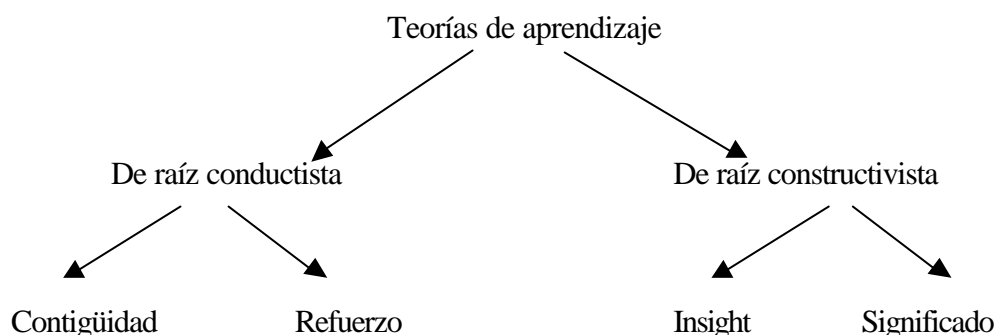 Teorías de aprendizaje
De raíz conductista De raíz constructivista
Contigüidad Refuerzo Insight Significado